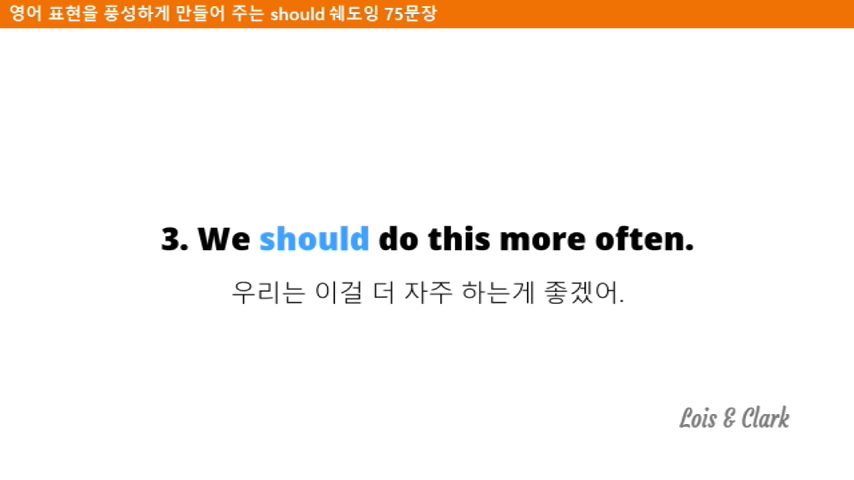 영어 표현을 풍성하게 만들어 주는 should 쉐도잉 75문장
3. We should do this more often.
우리는 이걸 더 자주 하는게 좋겠어.
Lois & Clark